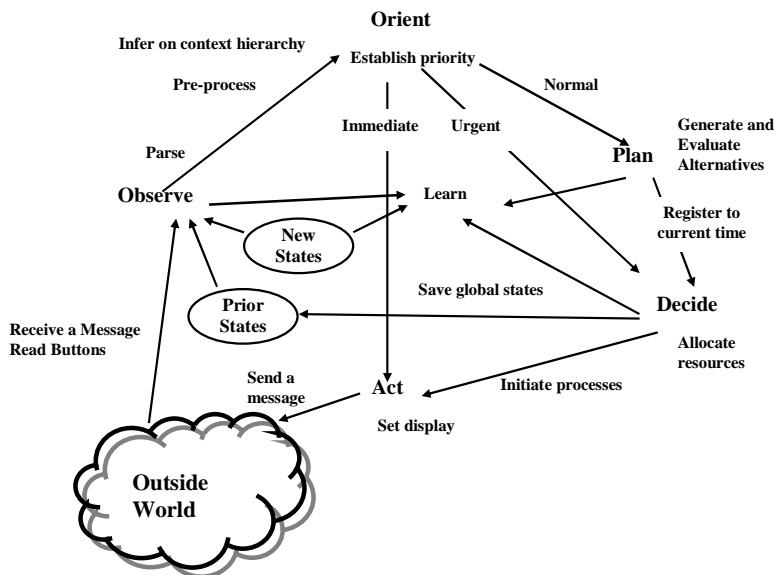 Orient
Infer on context hierarchy
Establish priority
Pre-process
Normal
Immediate
Urgent
Generate and
Evaluate
Alternatives
Parse
Plan
Observe
Learn
Register to
current time
New
States
Save global states
Prior
States
Decide
Receive a Message
Read Buttons
Allocate
resources
Send a
message
Act
Initiate processes
Set display
Outside
World